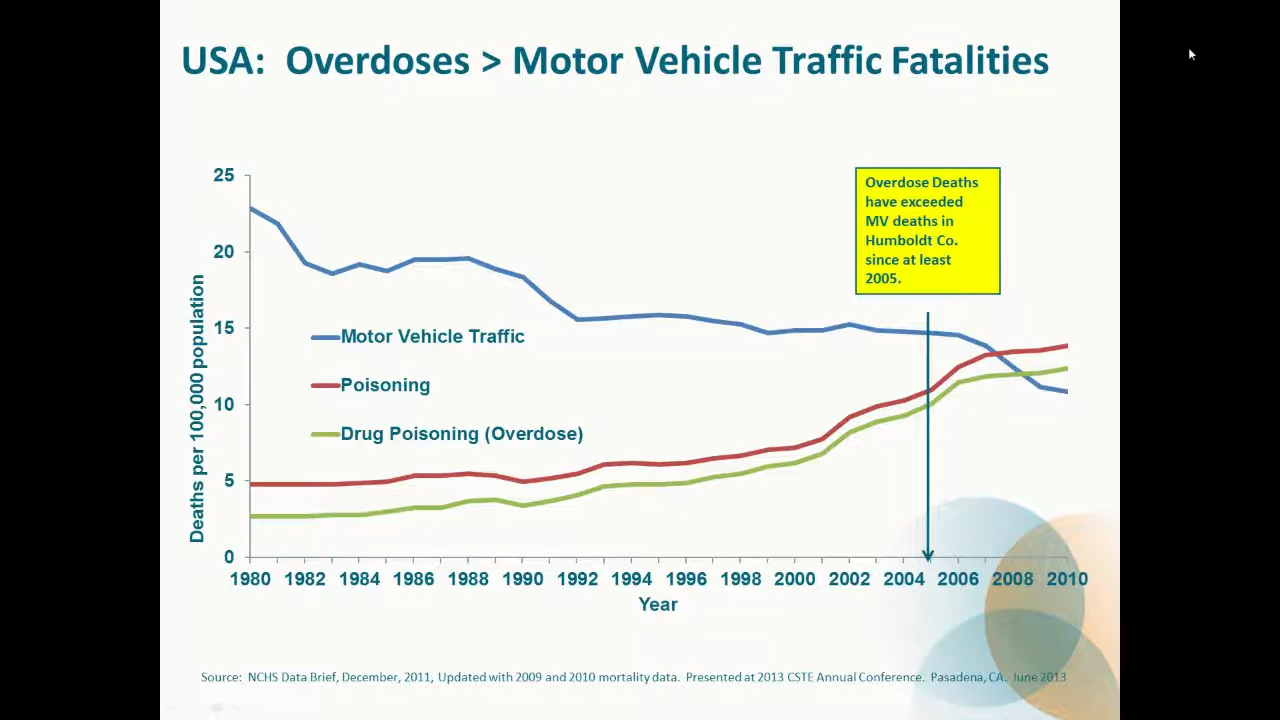 USA: Overdoses > Motor Vehicle Traffic Fatalities
Overdose Deaths
have exceeded
MV deaths in
Humboldt Co.
since at least
2005.
25
20
15
10
5
0
Deaths per 100,000 population
Motor Vehicle Traffic
Poisoning
Drug Poisoning (Overdose)
1980 1982 1984 1986 1988 1990 1992 1994 1996 1998 2000 2002 2004 2006 2008 2010
Year
Source: NCHS Data Brief, December, 2011, Updated with 2009 and 2010 mortality data. Presented at 2013 CSTE Annual Conference. Pasadena, CA. June 2013